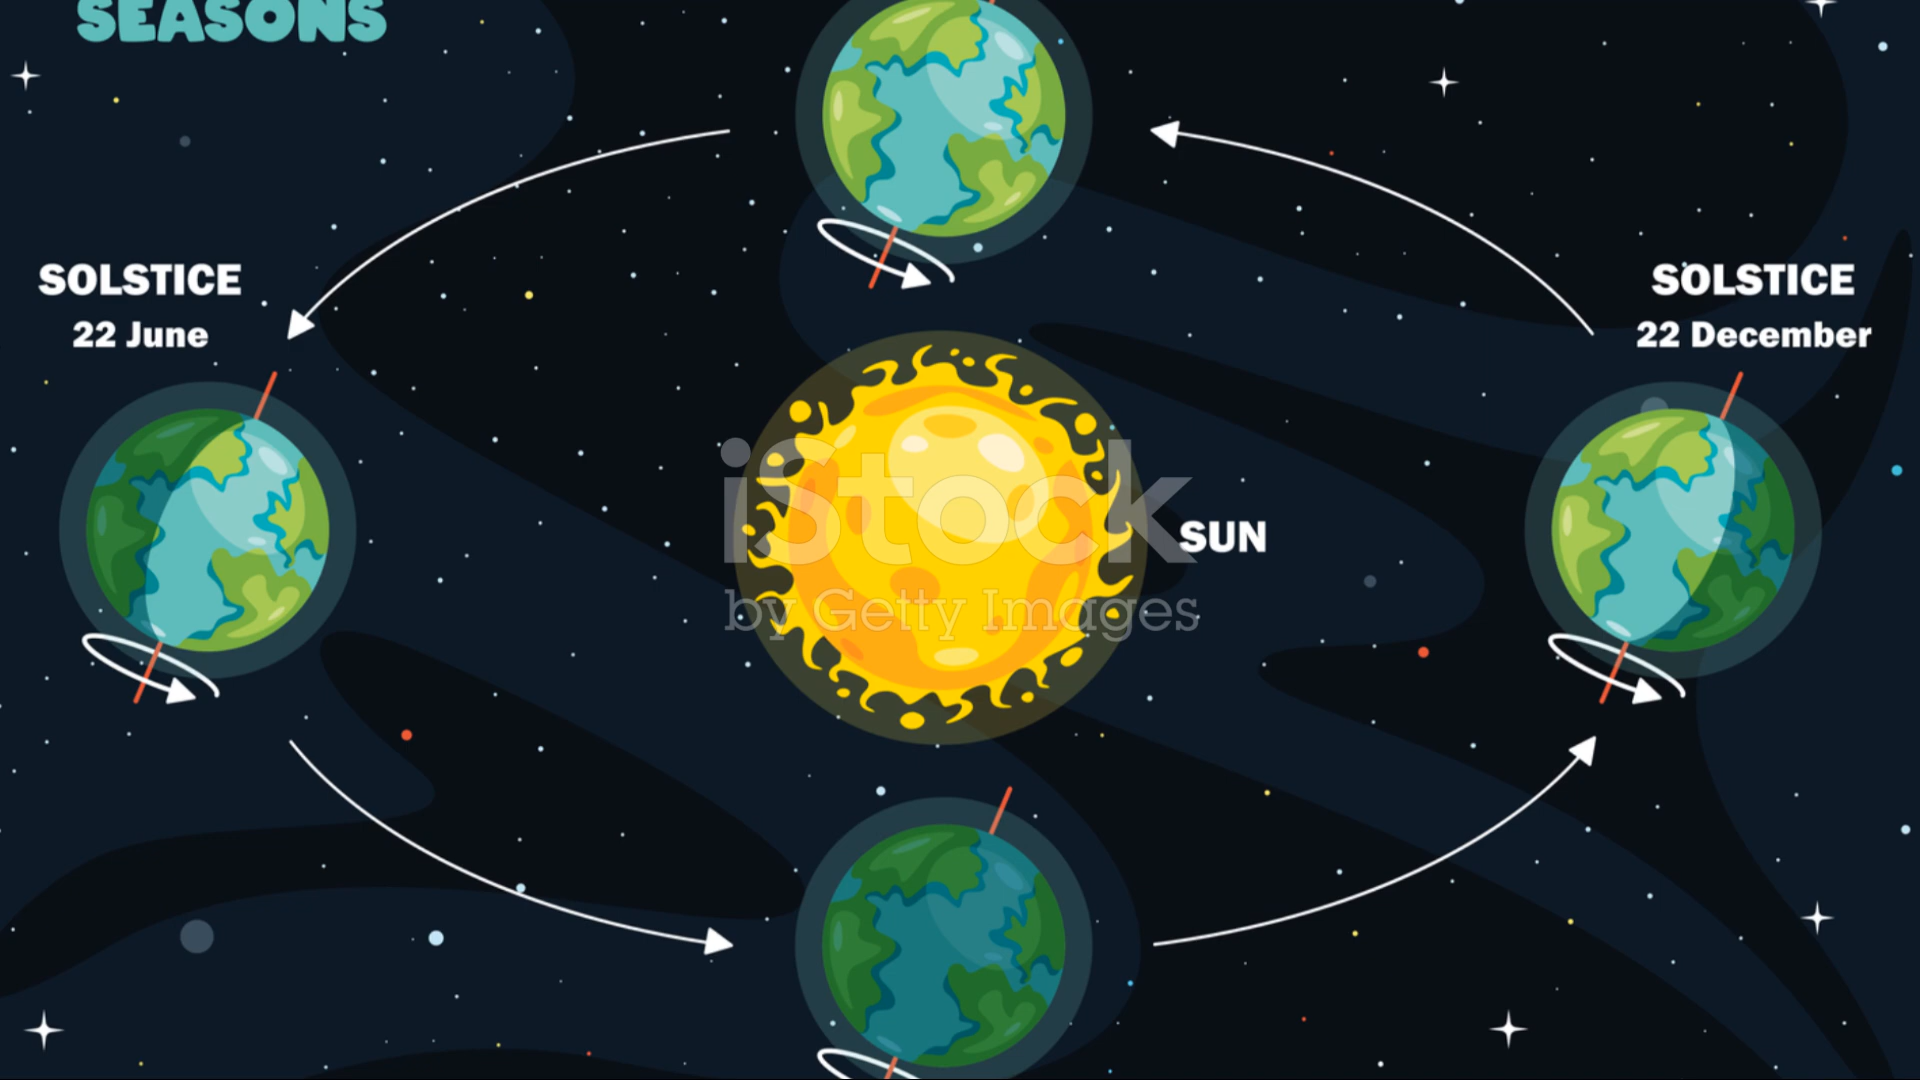 SEASONS
SOLSTICE
22 June
SOLSTICE
22 December
SUN
iStock
by Getty Images